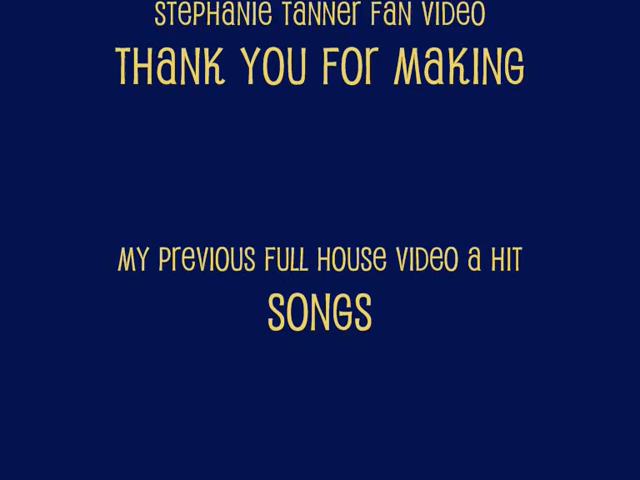 Stephanie Tanner Fan Video
Thank You For Making
My Previous Full House Video a Hit
SONGS